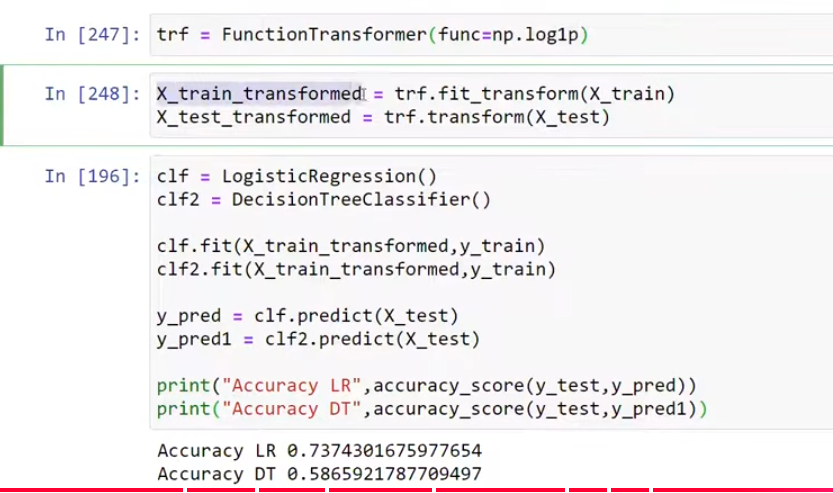 In [247]: trf = FunctionTransformer(func=np.log1p)
In [248]: X_train_transformed = trf.fit_transform(X_train)
X_test_transformed = trf.transform(X_test)
In [196]: clf = LogisticRegression()
clf2 = DecisionTreeClassifier()
clf.fit(X_train_transformed,y_train)
clf2.fit(X_train_transformed,y_train)
y_pred = clf.predict(X_test)
y_pred1 = clf2.predict(X_test)
print("Accuracy LR",accuracy_score(y_test,y_pred))
print("Accuracy DT",accuracy_score(y_test,y_pred1))
Accuracy LR 0.7374301675977654
Accuracy DT 0.5865921787709497